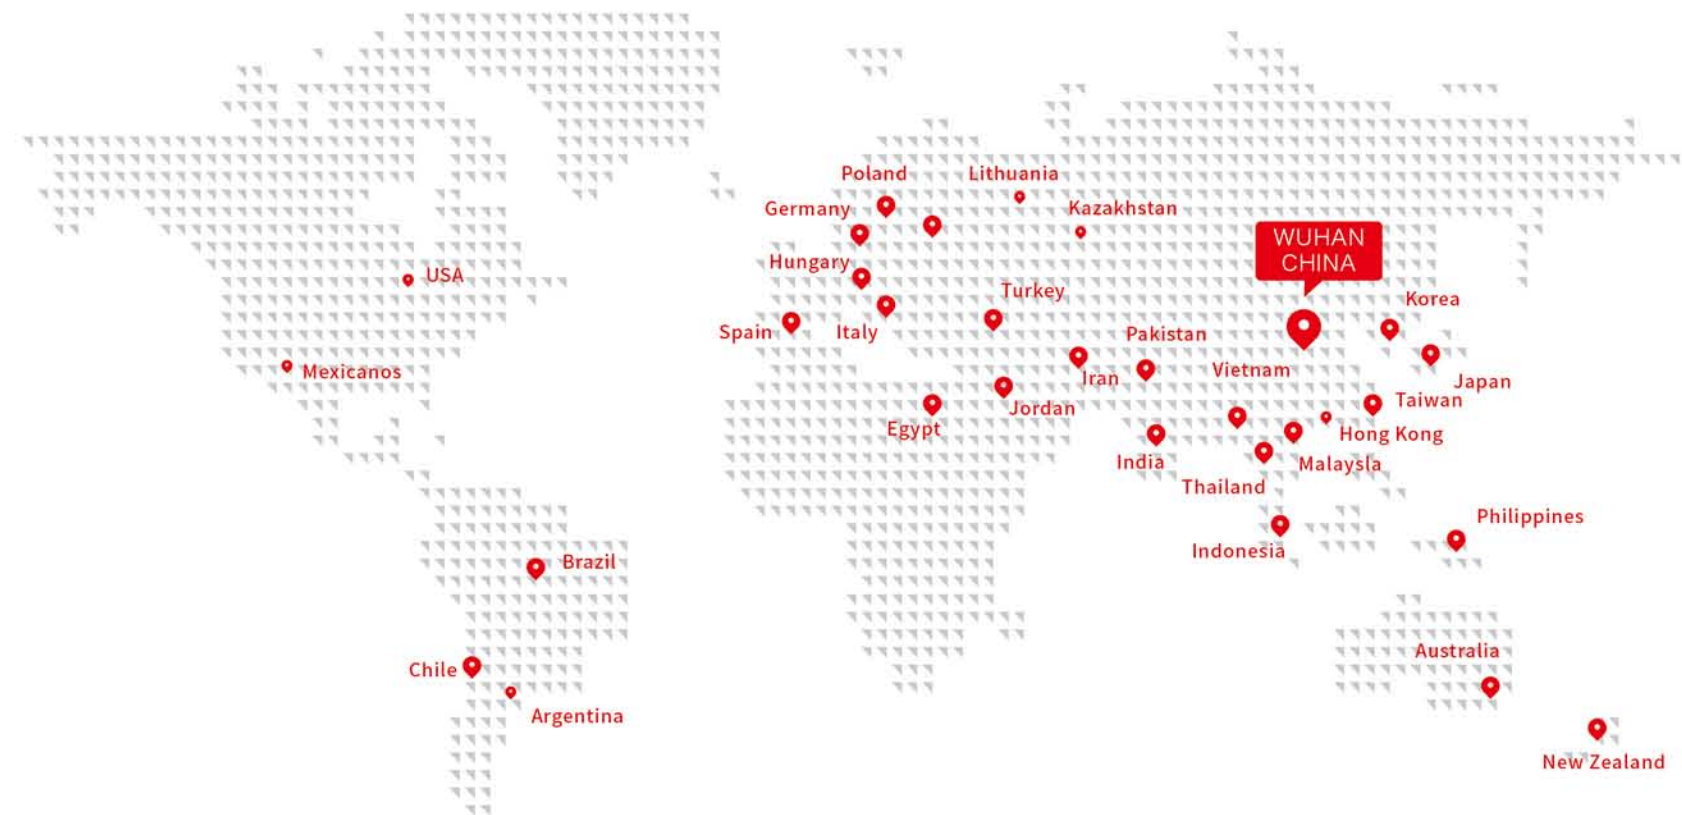 Poland
Lithuania
Germany
Kazakhstan
WUHAN
CHINA
Hungary
USA
Turkey
Korea
Spain
Italy
Pakistan
Mexicanos
Vietnam
Iran
Japan
Jordan
Taiwan
Egypt
Hong Kong
India
Malaysla
Thailand
Philippines
Indonesia
Brazil
Australia
Chile
Argentina
New Zealand